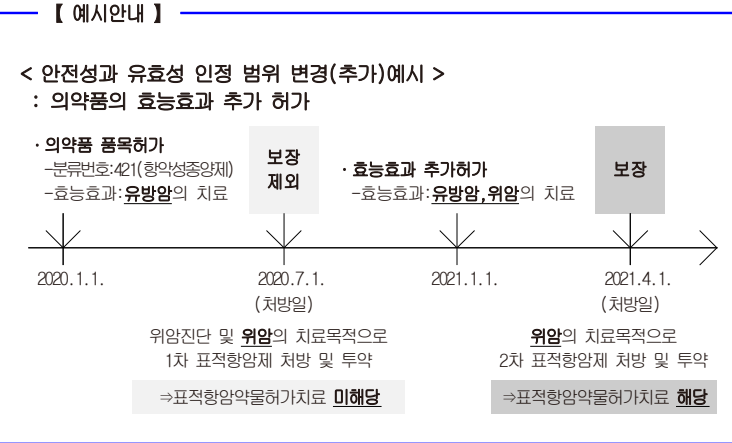 【 예시안내 】
< 안전성과 유효성 인정 범위 변경(추가)예시 >
: 의약품의 효능효과 추가 허가
· 의약품 품목허가
-분류번호:421(항악성종양제)
-효능효과:유방암의 치료
보장
제외
· 효능효과 추가허가
-효능효과:유방암,위암의 치료
보장
2020.1.1.
2020.7.1.
(처방일)
2021.1.1.
2021.4.1.
(처방일)
위암진단 및 위암의 치료목적으로
1차 표적항암제 처방 및 투약
⇒표적항암약물허가치료 미해당
위암의 치료목적으로
2차 표적항암제 처방 및 투약
⇒표적항암약물허가치료 해당